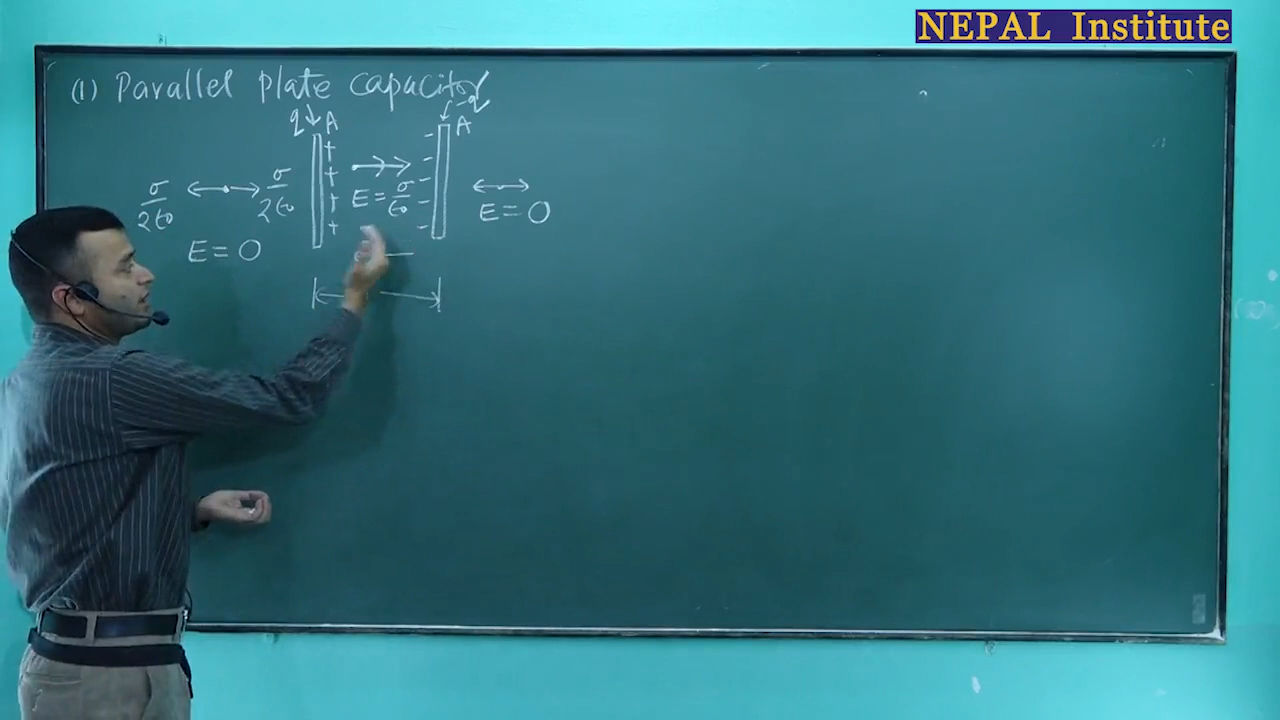 NEPAL Institute
(1) Parallel plate capacitor
q A
-q A
+ + + +
- - - - -
σ/2ε₀
σ/2ε₀
E = σ/ε₀
E = 0
E = 0